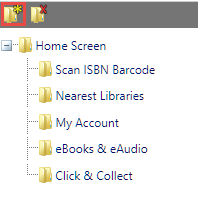 Home Screen
Scan ISBN Barcode
Nearest Libraries
My Account
eBooks & eAudio
Click & Collect